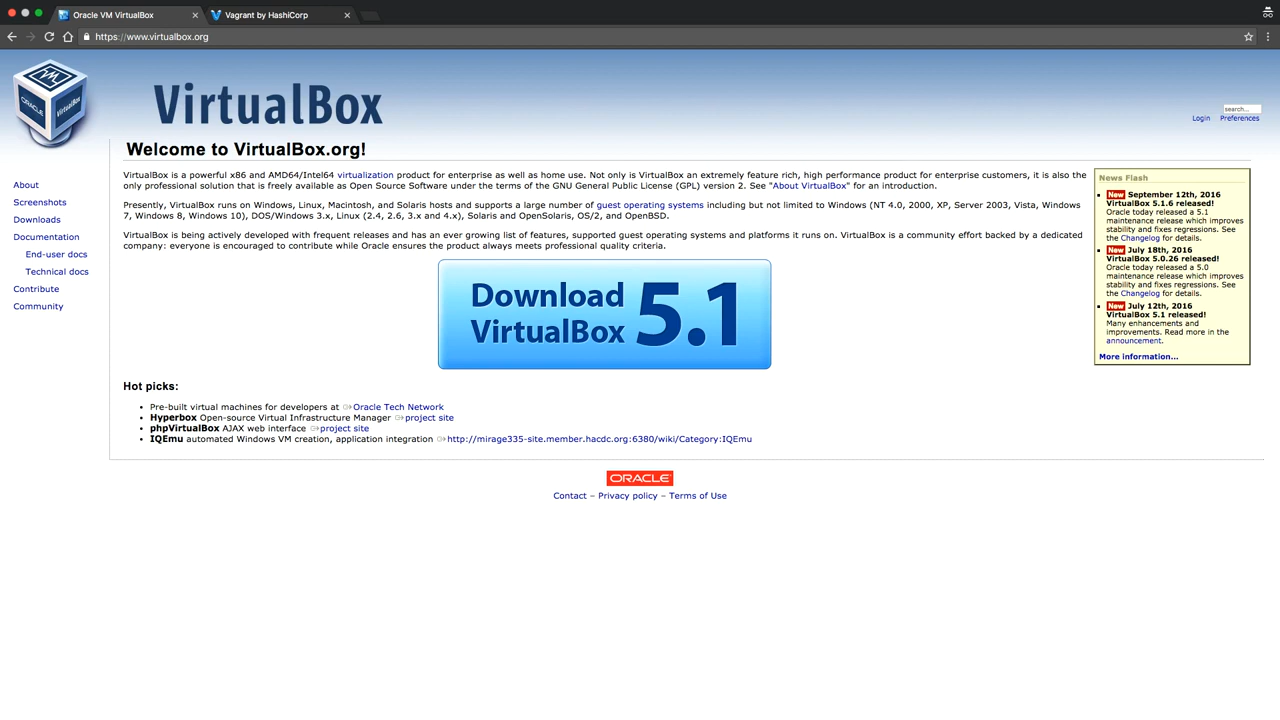 Oracle VM VirtualBox
Vagrant by HashiCorp
https://www.virtualbox.org
ORACLE
VM
VirtualBox
VirtualBox
search...
Login Preferences
Welcome to VirtualBox.org!
About
Screenshots
Downloads
Documentation
End-user docs
Technical docs
Contribute
Community
VirtualBox is a powerful x86 and AMD64/Intel64 virtualization product for enterprise as well as home use. Not only is VirtualBox an extremely feature rich, high performance product for enterprise customers, it is also the
only professional solution that is freely available as Open Source Software under the terms of the GNU General Public License (GPL) version 2. See "About VirtualBox" for an introduction.
Presently, VirtualBox runs on Windows, Linux, Macintosh, and Solaris hosts and supports a large number of guest operating systems including but not limited to Windows (NT 4.0, 2000, XP, Server 2003, Vista, Windows
7, Windows 8, Windows 10), DOS/Windows 3.x, Linux (2.4, 2.6, 3.x and 4.x), Solaris and OpenSolaris, OS/2, and OpenBSD.
VirtualBox is being actively developed with frequent releases and has an ever growing list of features, supported guest operating systems and platforms it runs on. VirtualBox is a community effort backed by a dedicated
company: everyone is encouraged to contribute while Oracle ensures the product always meets professional quality criteria.
Download
VirtualBox 5.1
Hot picks:
• Pre-built virtual machines for developers at Oracle Tech Network
• Hyperbox Open-source Virtual Infrastructure Manager project site
• phpVirtualBox AJAX web interface project site
• IQEmu automated Windows VM creation, application integration http://mirage335-site.member.hacdc.org:6380/wiki/Category:IQEmu
News Flash
New September 12th, 2016
VirtualBox 5.1.6 released!
Oracle today released a 5.1
maintenance release which improves
stability and fixes regressions. See
the Changelog for details.
New July 18th, 2016
VirtualBox 5.0.26 released!
Oracle today released a 5.0
maintenance release which improves
stability and fixes regressions. See
the Changelog for details.
New July 12th, 2016
VirtualBox 5.1 released!
Many enhancements and
improvements. Read more in the
announcement.
More information...
ORACLE
Contact – Privacy policy – Terms of Use